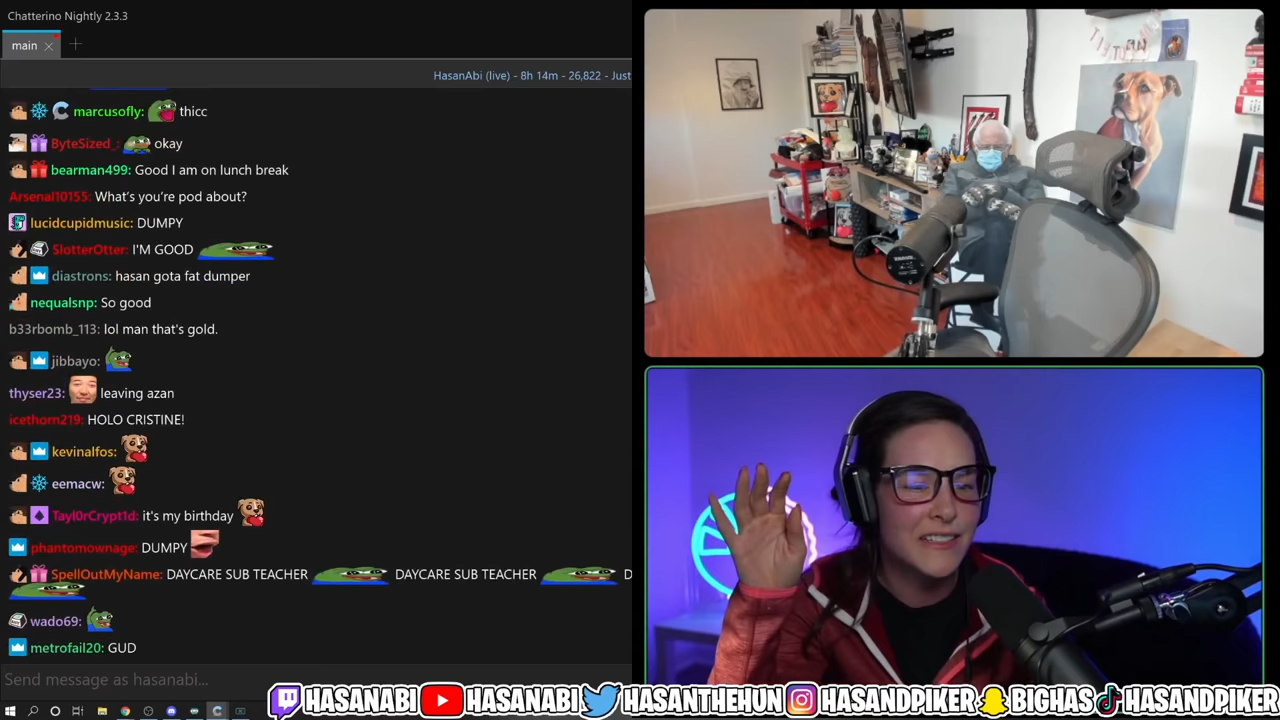 Chatterino Nightly 2.3.3
main
HasanAbi (live) - 8h 14m - 26,822 - Just
marcusofly: thicc
ByteSized_: okay
bearman499: Good I am on lunch break
Arsenal10155: What's you're pod about?
lucidcupidmusic: DUMPY
SlotterOtter: I'M GOOD
diastrons: hasan gota fat dumper
nequalsnp: So good
b33rbomb_113: lol man that's gold.
jibbayo:
thyser23: leaving azan
icethorn219: HOLO CRISTINE!
kevinalfos:
eemacw:
Tayl0rCrypt1d: it's my birthday
phantomownage: DUMPY
SpellOutMyName: DAYCARE SUB TEACHER DAYCARE SUB TEACHER D
wado69:
metrofail20: GUD
Send message as hasanabi...
HASANABI HASANABI HASANTHEHUN HASANDPIKER BIGHAS HASANDPIKER